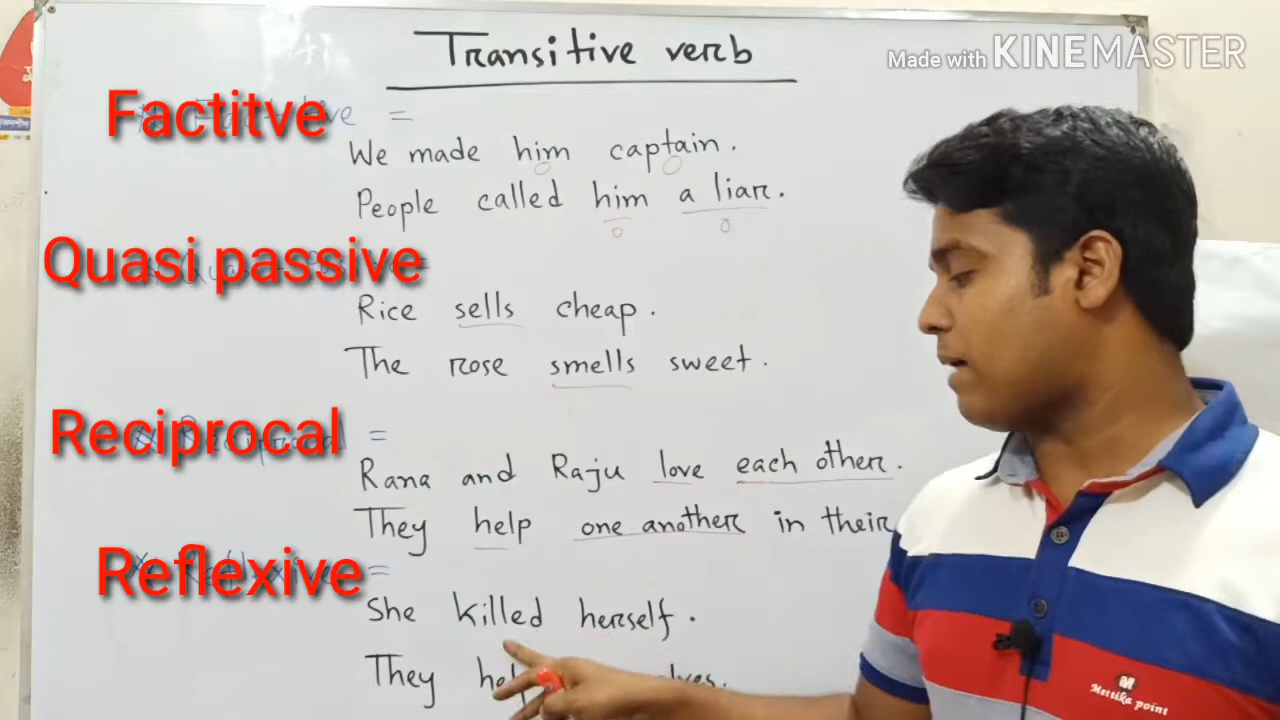 Transitive verb
Made with KINEMASTER
Factitve =
We made him captain.
People called him a liar.
o o
Quasi passive
Rice sells cheap.
The rose smells sweet.
Reciprocal =
Rana and Raju love each other.
They help one another in their
Reflexive =
She killed herself.
They
M
Mettika point